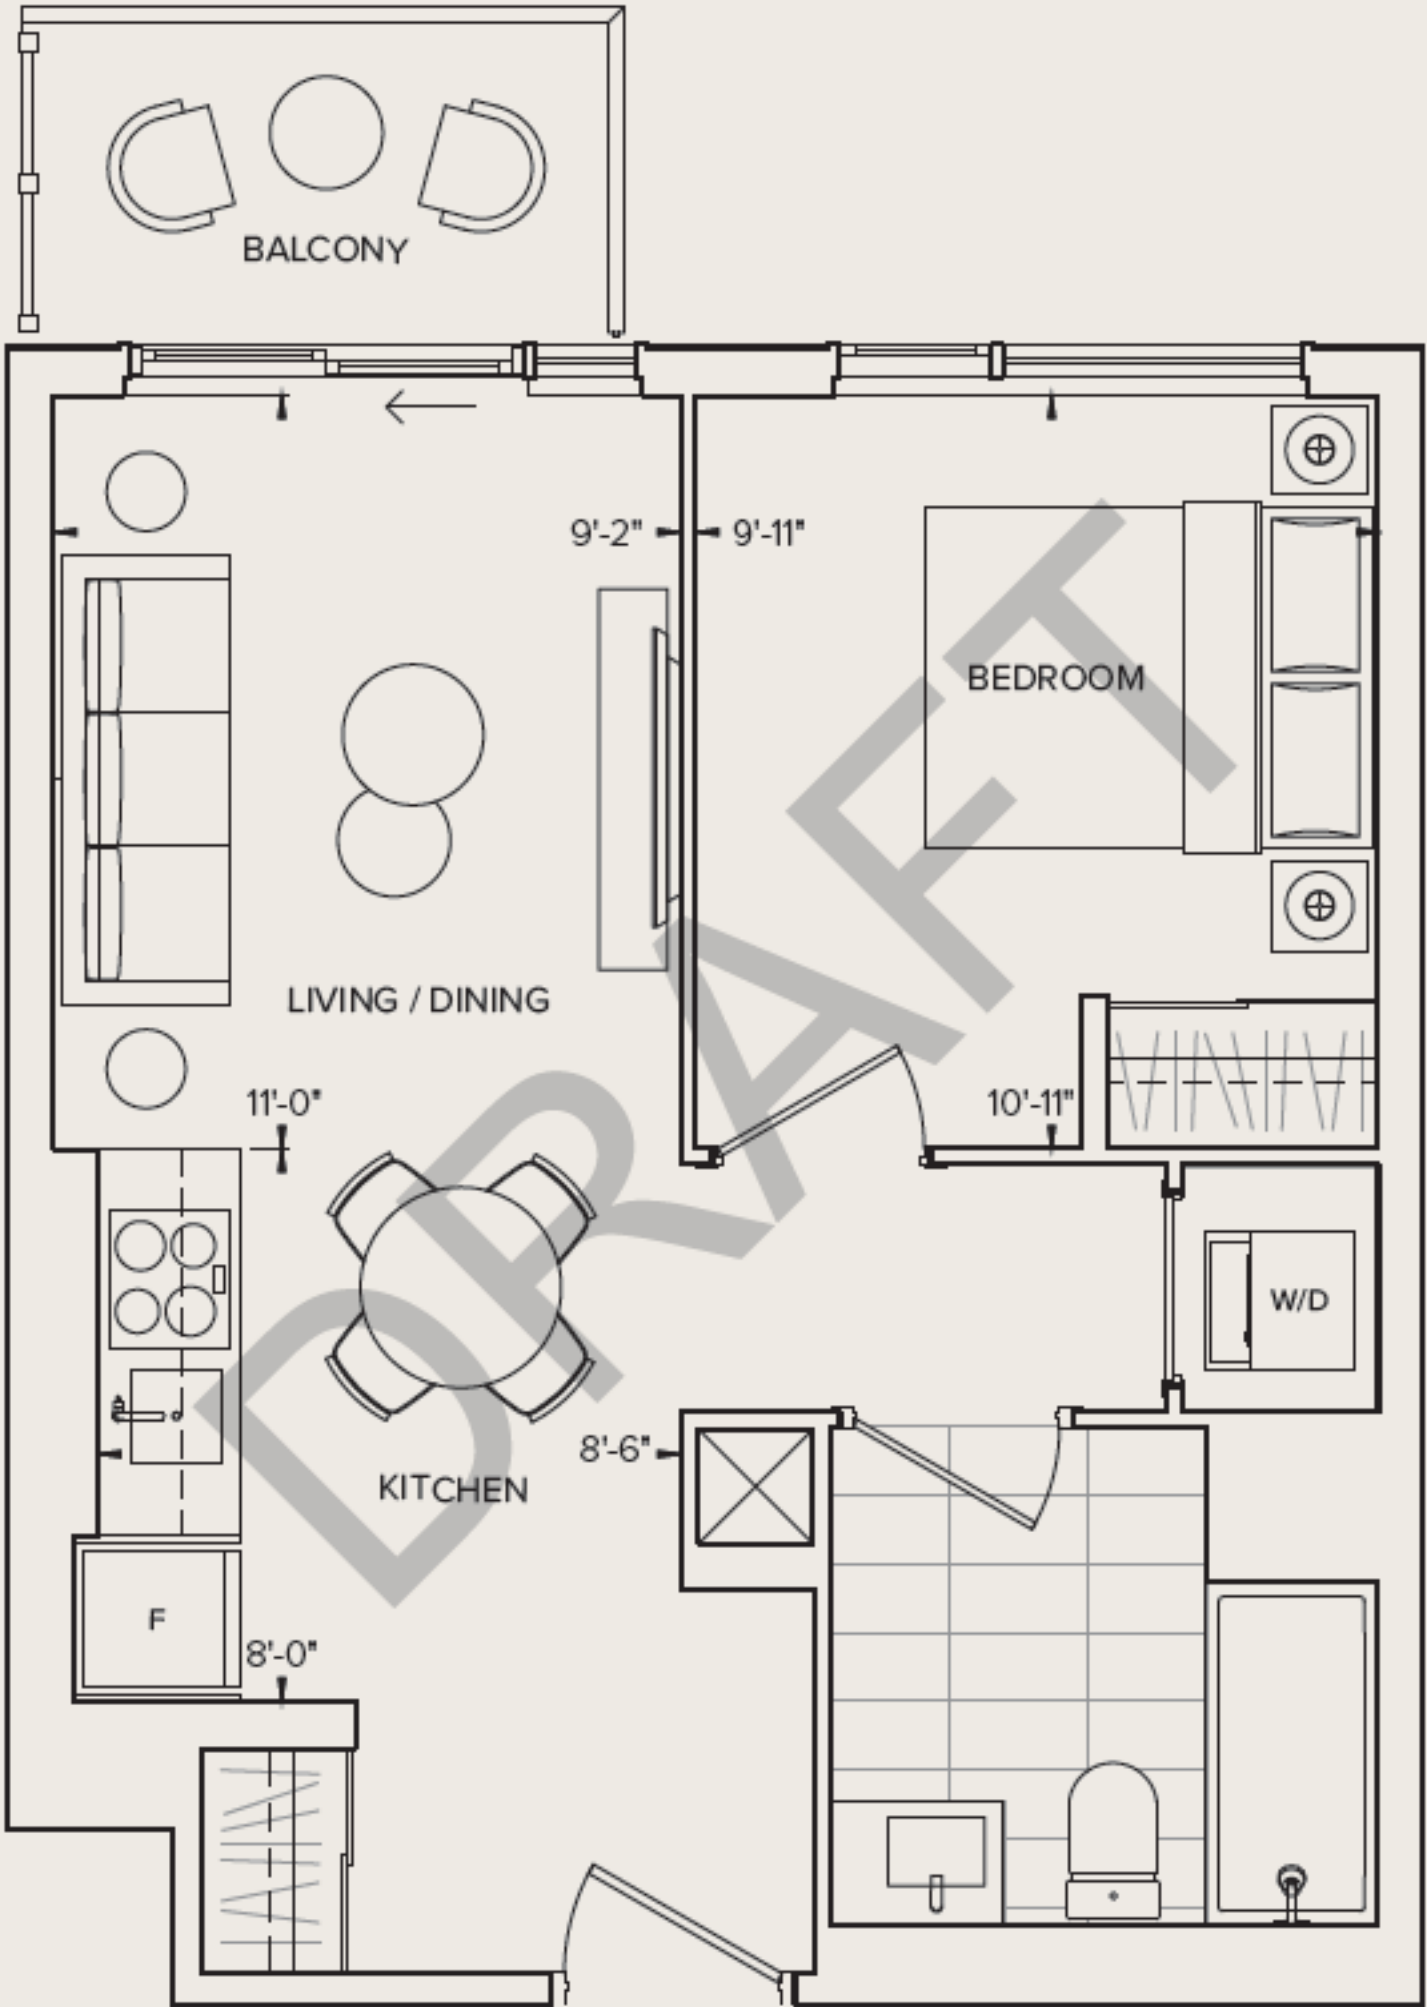 BALCONY
9'-2"
9'-11"
BEDROOM
LIVING / DINING
11'-0"
10'-11"
W/D
8'-6"
KITCHEN
F
8'-0"
DRAFT